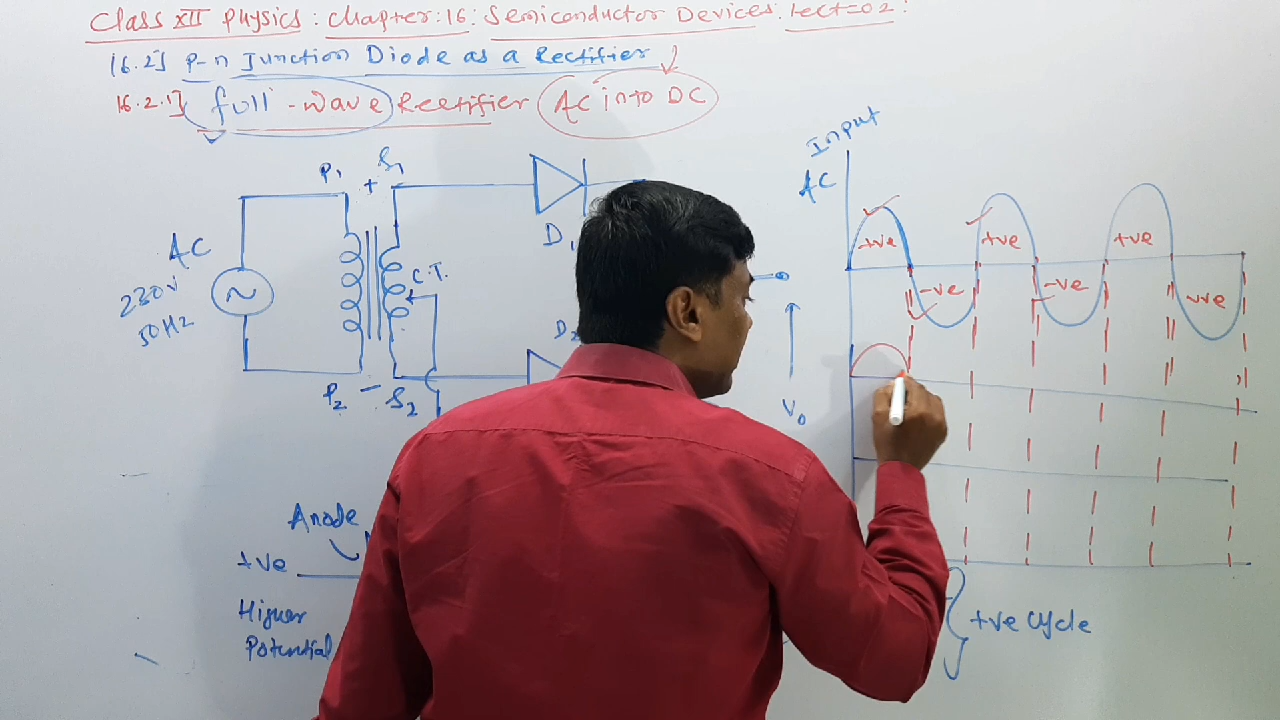 Class XII Physics: Chapter: 16: Semiconductor Devices. Lect=02:
16.2] P-n Junction Diode as a Rectifier
16.2.1] full-wave Rectifier AC into DC
Input
AC
P1
+
S1
D1
AC
230V
50Hz
C.T.
D2
P2
-
S2
V0
+ve
-ve
+ve
-ve
+ve
-ve
Anode
+ve
Higher
Potential
+ve cycle